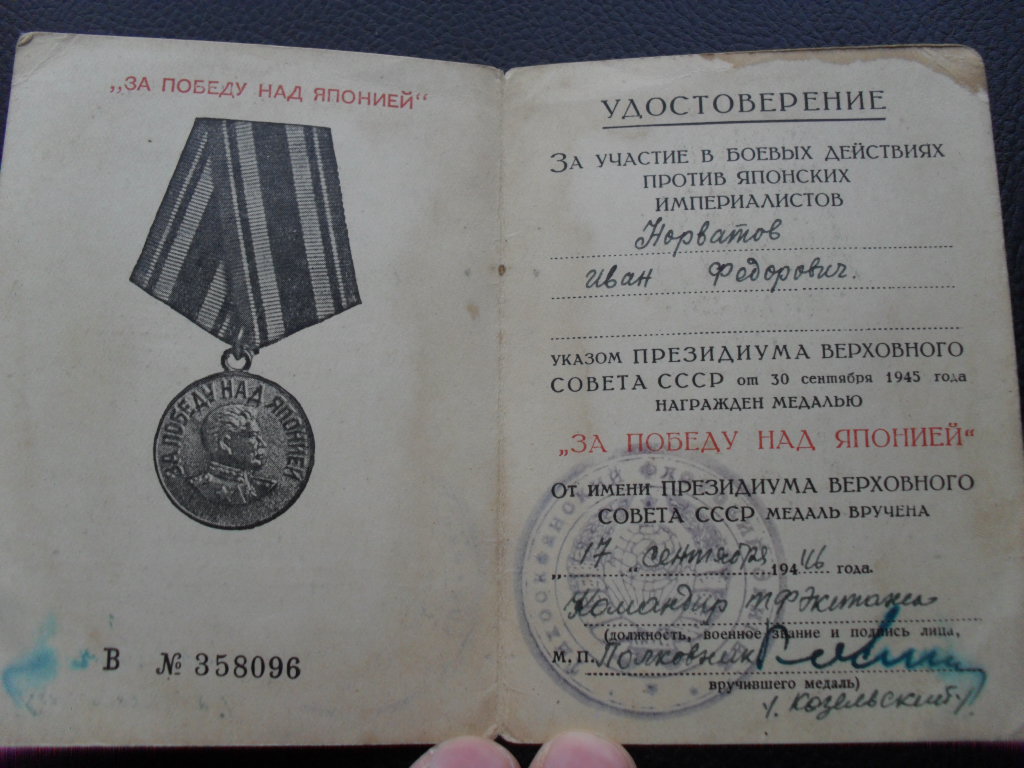 „ЗА ПОБЕДУ НАД ЯПОНИЕЙ“
ЗА ПОБЕДУ НАД ЯПОНИЕЙ
В № 358096
УДОСТОВЕРЕНИЕ
ЗА УЧАСТИЕ В БОЕВЫХ ДЕЙСТВИЯХ
ПРОТИВ ЯПОНСКИХ
ИМПЕРИАЛИСТОВ
Норватов
Иван Федорович.
УКАЗОМ ПРЕЗИДИУМА ВЕРХОВНОГО
СОВЕТА СССР от 30 сентября 1945 года
НАГРАЖДЕН МЕДАЛЬЮ
„ЗА ПОБЕДУ НАД ЯПОНИЕЙ“
ОТ ИМЕНИ ПРЕЗИДИУМА ВЕРХОВНОГО
СОВЕТА СССР МЕДАЛЬ ВРУЧЕНА
„17“ сентября 1946 года.
Командир
(должность, военное звание и подпись лица,
М. П. Полковник
вручившего медаль)
/. Козельский /